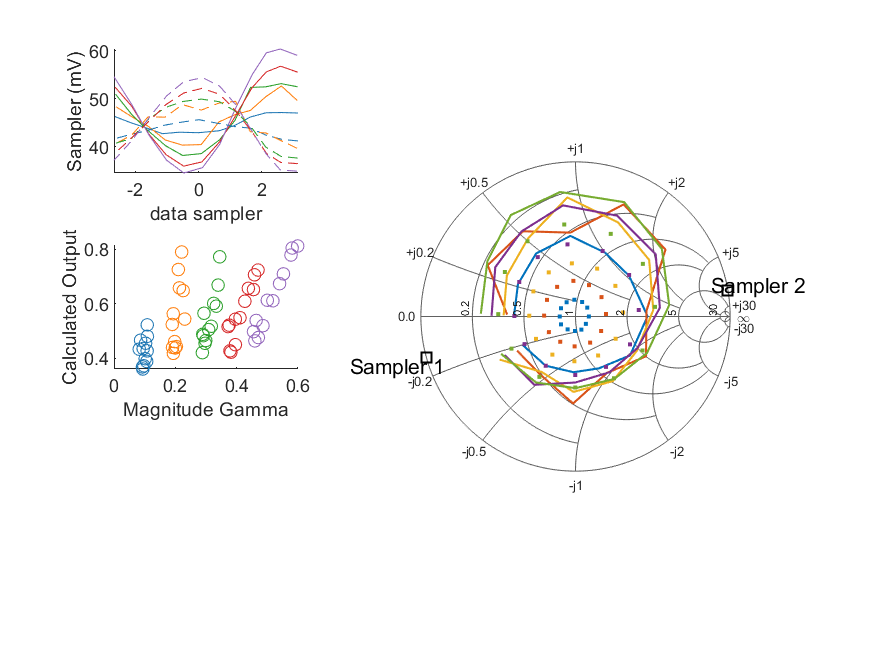 60
50
40
Sampler (mV)
-2 0 2
data sampler
0.8
0.6
0.4
Calculated Output
0 0.2 0.4 0.6
Magnitude Gamma
+j1
+j0.5 +j2
+j0.2 +j5
Sampler 2
+j30
0.0 0.2 0.5 1 2 5 30 ∞
-j30
Sampler 1
-j0.2 -j5
-j0.5 -j2
-j1